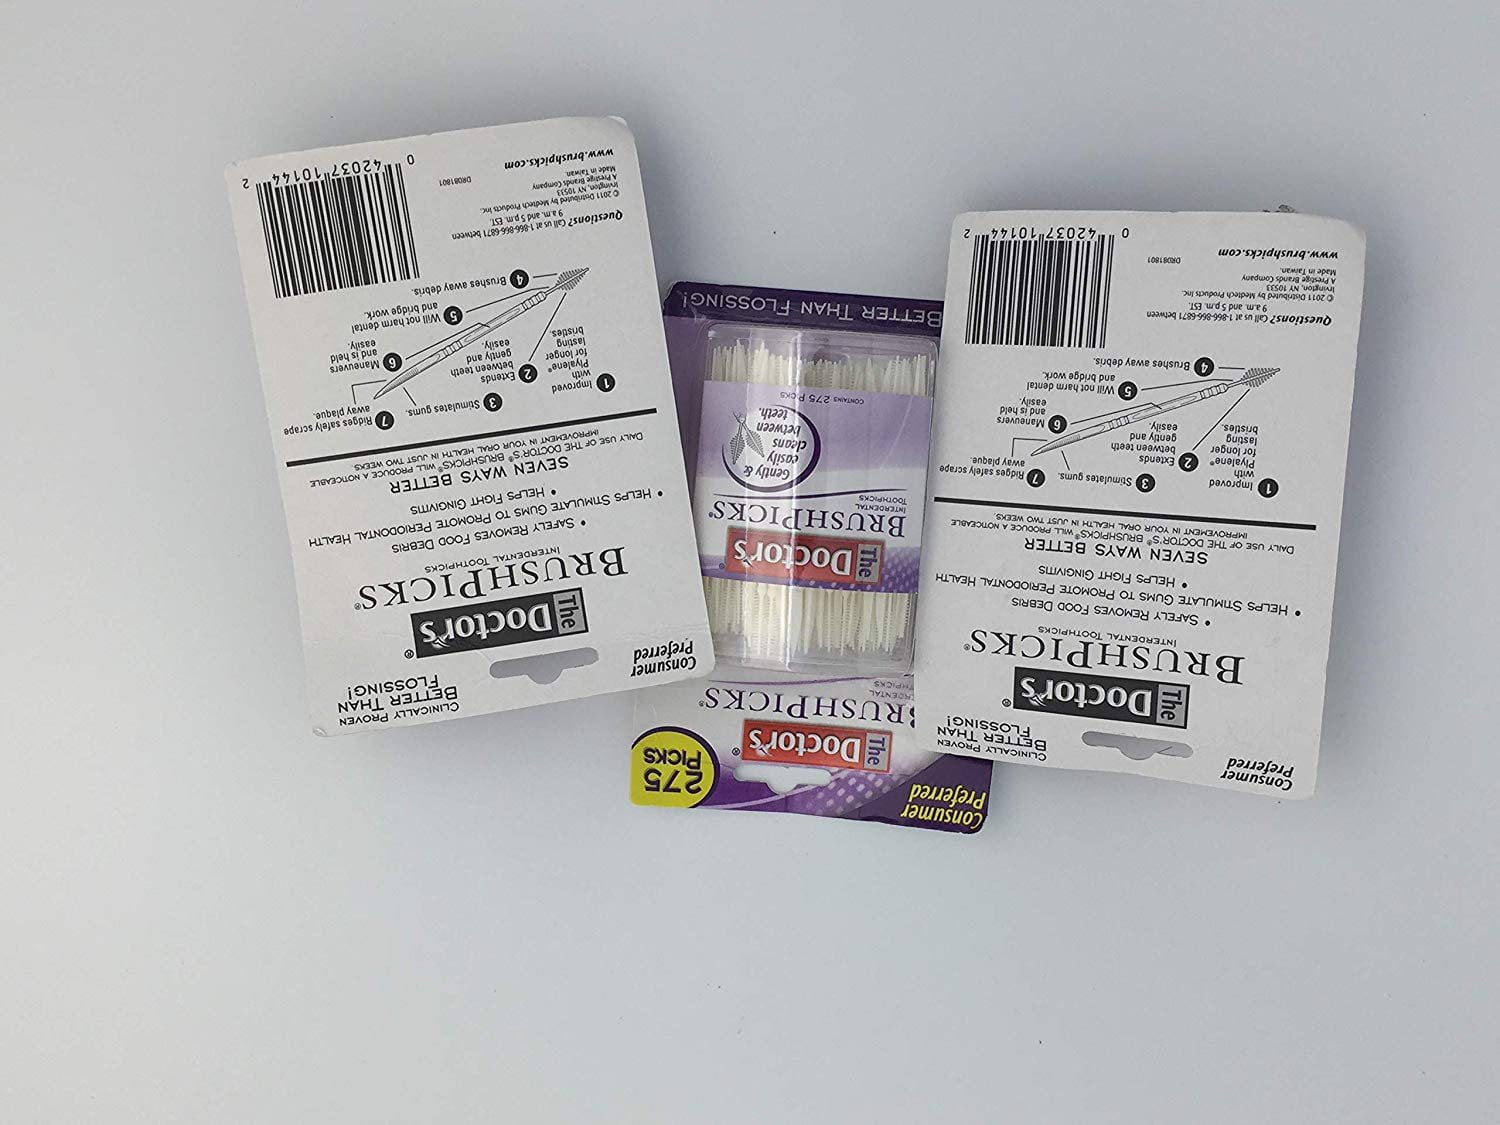 Consumer
Preferred
CLINICALLY PROVEN
BETTER THAN
FLOSSING!
The Doctor's®
BRUSHPICKS®
INTERDENTAL TOOTHPICKS
• SAFELY REMOVES FOOD DEBRIS
• HELPS STIMULATE GUMS TO PROMOTE PERIODONTAL HEALTH
• HELPS FIGHT GINGIVITIS
SEVEN WAYS BETTER
DAILY USE OF THE DOCTOR'S® BRUSHPICKS® WILL PRODUCE A NOTICEABLE
IMPROVEMENT IN YOUR ORAL HEALTH IN JUST TWO WEEKS
1 Improved
with
Plyalene®
for longer
lasting
bristles.
2 Extends
between teeth
gently and
easily.
3 Stimulates gums.
7 Ridges safely scrape
away plaque.
6 Maneuvers
and is held
easily.
5 Will not harm dental
and bridge work.
4 Brushes away debris.
Questions? Call us at 1-866-866-6871 between
9 a.m. and 5 p.m. EST.
© 2011 Distributed by Medtech Products Inc.
Irvington, NY 10533
A Prestige Brands Company
Made in Taiwan.
www.brushpicks.com
DR081801
0 42037 10144 2
Consumer
Preferred
275
PICKS
The Doctor's®
BRUSHPICKS®
The Doctor's
BRUSHPICKS®
INTERDENTAL
TOOTHPICKS
Gently &
easily
cleans
between
teeth.
CONTAINS 275 PICKS
BETTER THAN FLOSSING!
Consumer
Preferred
CLINICALLY PROVEN
BETTER THAN
FLOSSING!
The Doctor's®
BRUSHPICKS®
INTERDENTAL TOOTHPICKS
• SAFELY REMOVES FOOD DEBRIS
• HELPS STIMULATE GUMS TO PROMOTE PERIODONTAL HEALTH
• HELPS FIGHT GINGIVITIS
SEVEN WAYS BETTER
DAILY USE OF THE DOCTOR'S® BRUSHPICKS® WILL PRODUCE A NOTICEABLE
IMPROVEMENT IN YOUR ORAL HEALTH IN JUST TWO WEEKS
1 Improved
with
Plyalene®
for longer
lasting
bristles.
2 Extends
between teeth
gently and
easily.
3 Stimulates gums.
7 Ridges safely scrape
away plaque.
6 Maneuvers
and is held
easily.
5 Will not harm dental
and bridge work.
4 Brushes away debris.
Questions? Call us at 1-866-866-6871 between
9 a.m. and 5 p.m. EST.
© 2011 Distributed by Medtech Products Inc.
Irvington, NY 10533
A Prestige Brands Company
Made in Taiwan.
www.brushpicks.com
DR081801
0 42037 10144 2